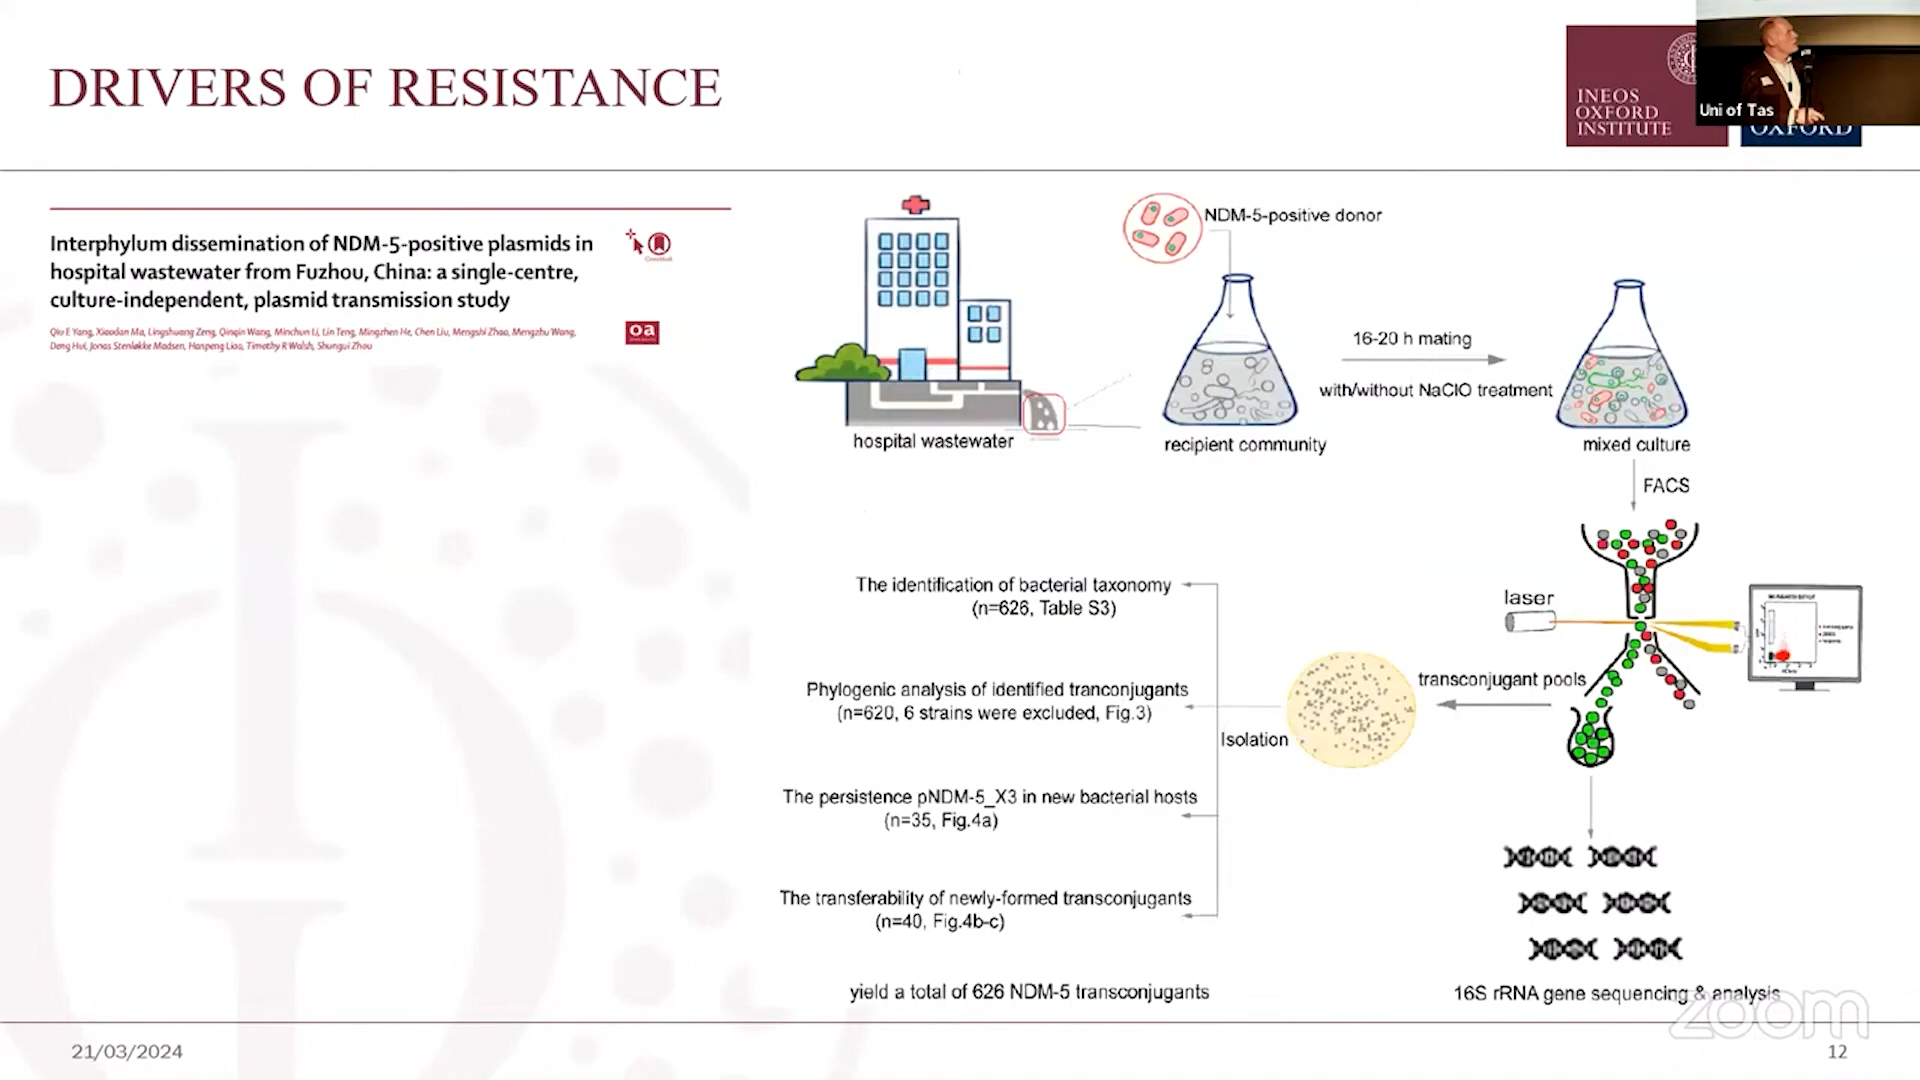 DRIVERS OF RESISTANCE
INEOS
OXFORD
INSTITUTE
OXFORD
Uni of Tas
Interphylum dissemination of NDM-5-positive plasmids in
hospital wastewater from Fuzhou, China: a single-centre,
culture-independent, plasmid transmission study
Qiu E Yang, Xiaodan Ma, Lingshuang Zeng, Qinqin Wang, Minchun Li, Lin Teng, Mingzhen He, Chen Liu, Mengshi Zhao, Mengzhu Wang,
Deng Hui, Jonas Stenløkke Madsen, Hanpeng Liao, Timothy R Walsh, Shungui Zhou
oa
NDM-5-positive donor
16-20 h mating
with/without NaClO treatment
hospital wastewater
recipient community
mixed culture
FACS
laser
transconjugant pools
Isolation
The identification of bacterial taxonomy
(n=626, Table S3)
Phylogenic analysis of identified tranconjugants
(n=620, 6 strains were excluded, Fig.3)
The persistence pNDM-5_X3 in new bacterial hosts
(n=35, Fig.4a)
The transferability of newly-formed transconjugants
(n=40, Fig.4b-c)
yield a total of 626 NDM-5 transconjugants
16S rRNA gene sequencing & analysis
zoom
21/03/2024
12